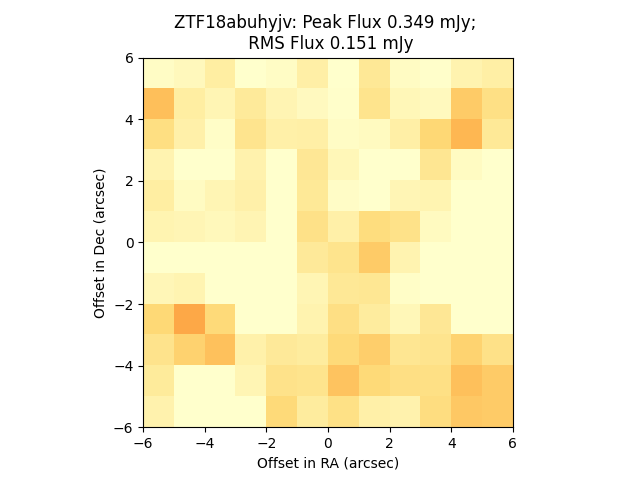 ZTF18abuhyjv: Peak Flux 0.349 mJy;
RMS Flux 0.151 mJy
6
4
2
0
−2
−4
−6
Offset in Dec (arcsec)
−6 −4 −2 0 2 4 6
Offset in RA (arcsec)